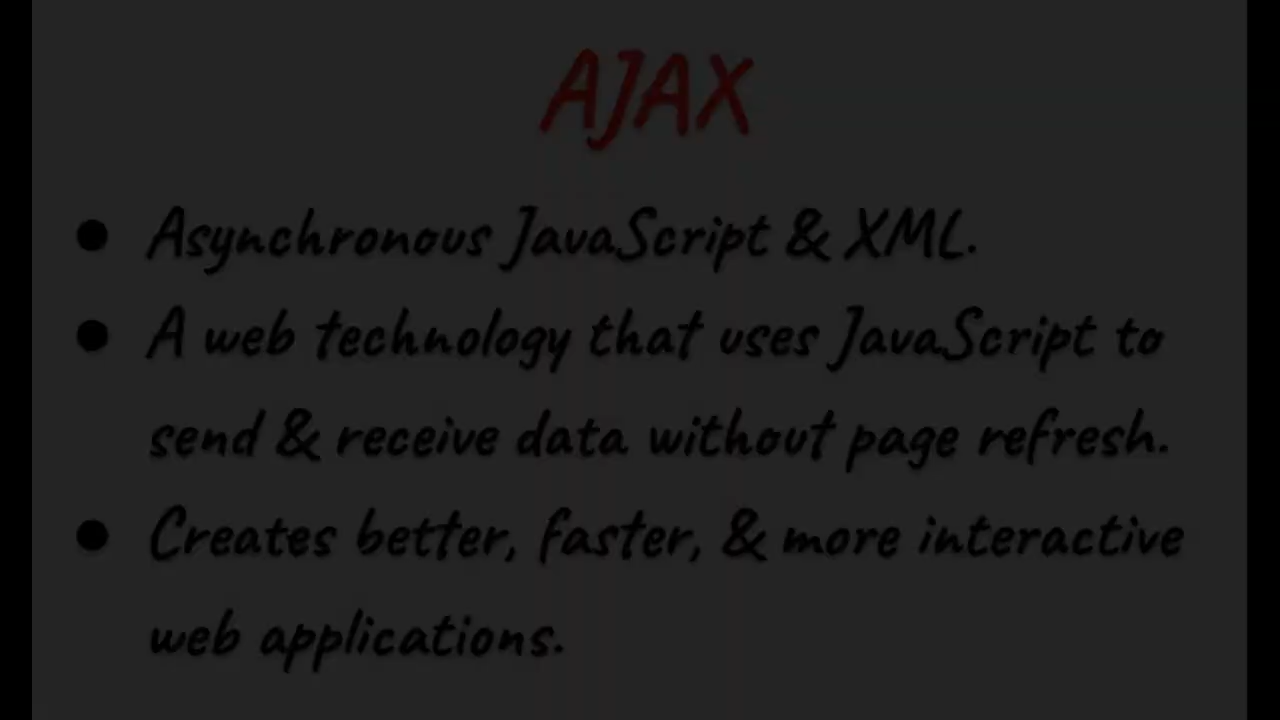 AJAX
● Asynchronous JavaScript & XML.
● A web technology that uses JavaScript to
send & receive data without page refresh.
● Creates better, faster, & more interactive
web applications.